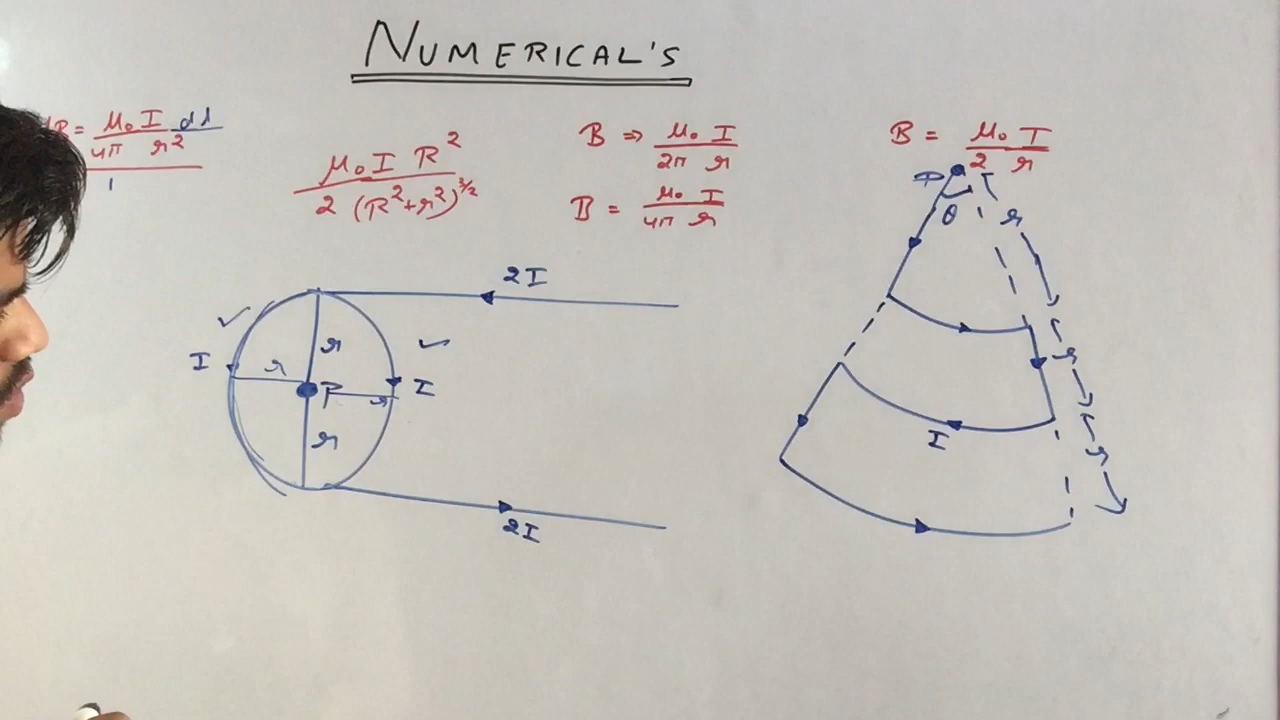 NUMERICAL'S
dB = μ₀ I dl / 4π r²
μ₀ I R² / 2 (R²+r²)^3/2
B ⇒ μ₀ I / 2π r
B = μ₀ I / 4π r
B = μ₀ I / 2 r
2I
I
r
r
P
r
I
r
2I
P
θ
r
r
I
r